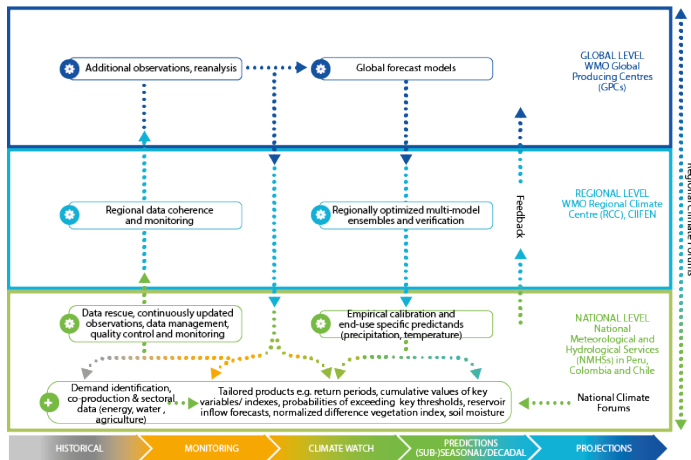 Additional observations, reanalysis
Global forecast models
GLOBAL LEVEL
WMO Global
Producing Centres
(GPCs)
Regional data coherence
and monitoring
Regionally optimized multi-model
ensembles and verification
Feedback
REGIONAL LEVEL
WMO Regional Climate
Centre (RCC), CIIFEN
Regional Climate Forums
Data rescue, continuously updated
observations, data management,
quality control and monitoring
Empirical calibration and
end-use specific predictands
(precipitation, temperature)
NATIONAL LEVEL
National
Meteorological and
Hydrological Services
(NMHSs) in Peru,
Colombia and Chile
Demand identification,
co-production & sectoral
data (energy, water ,
agriculture)
Tailored products e.g. return periods, cumulative values of key
variables/ indexes, probabilities of exceeding key thresholds, reservoir
inflow forecasts, normalized difference vegetation index, soil moisture
National Climate
Forums
HISTORICAL
MONITORING
CLIMATE WATCH
PREDICTIONS
(SUB-)SEASONAL/DECADAL
PROJECTIONS